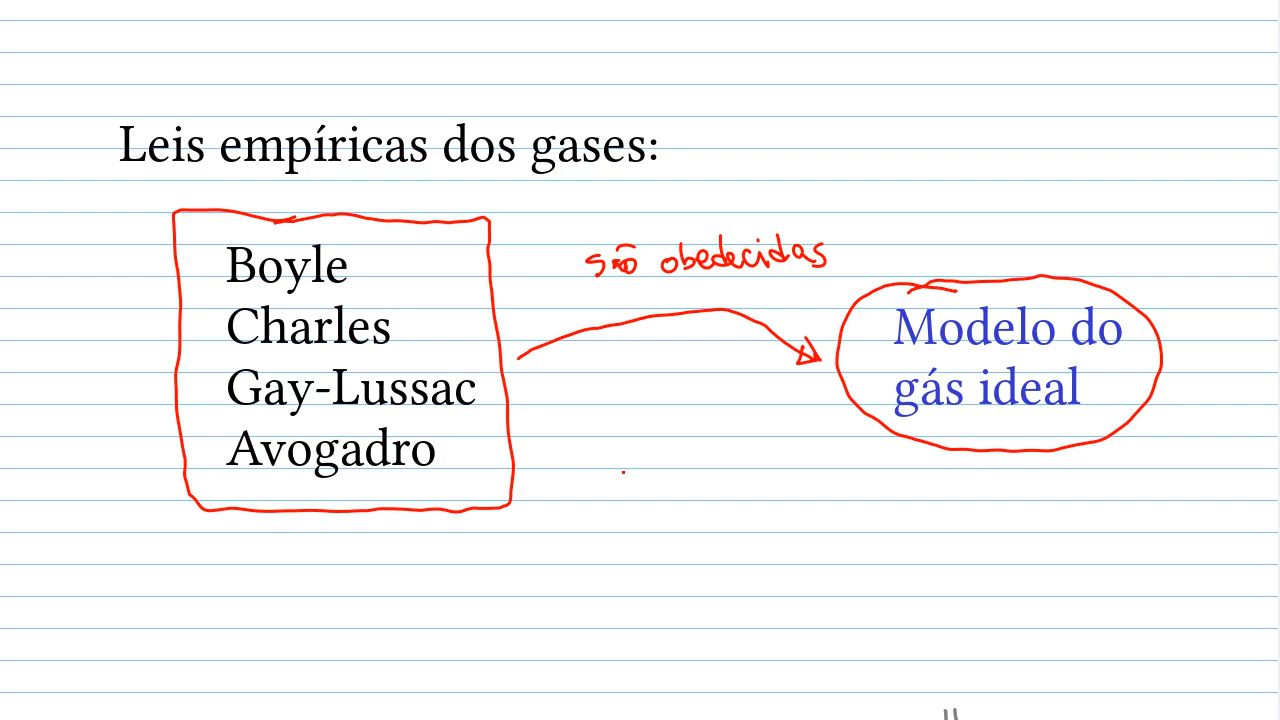 Leis empíricas dos gases:
Boyle
Charles
Gay-Lussac
Avogadro
são obedecidas
Modelo do
gás ideal